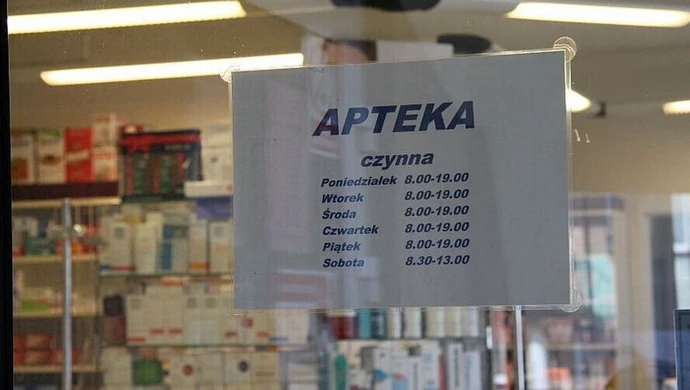 APTEKA
czynna
Poniedziałek 8.00-19.00
Wtorek 8.00-19.00
Środa 8.00-19.00
Czwartek 8.00-19.00
Piątek 8.00-19.00
Sobota 8.30-13.00